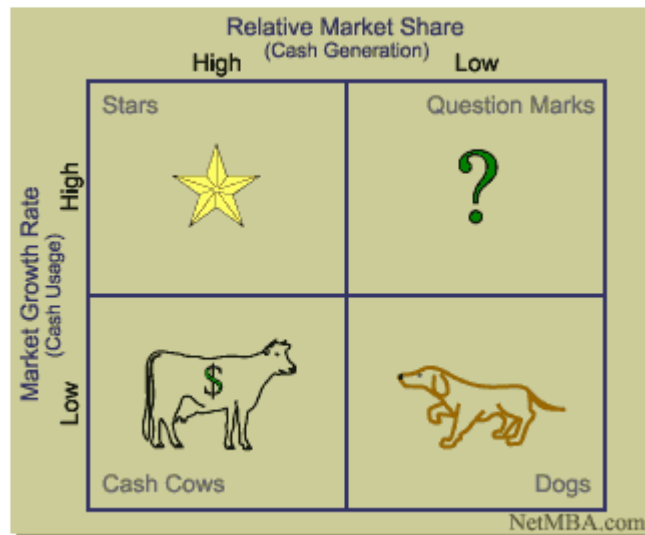 Relative Market Share
(Cash Generation)
High
Low
Market Growth Rate
(Cash Usage)
High
Low
Stars
Question Marks
?
$
Cash Cows
Dogs
NetMBA.com